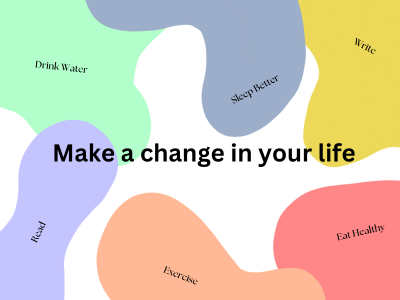 Drink Water
Sleep Better
Write
Make a change in your life
Read
Exercise
Eat Healthy